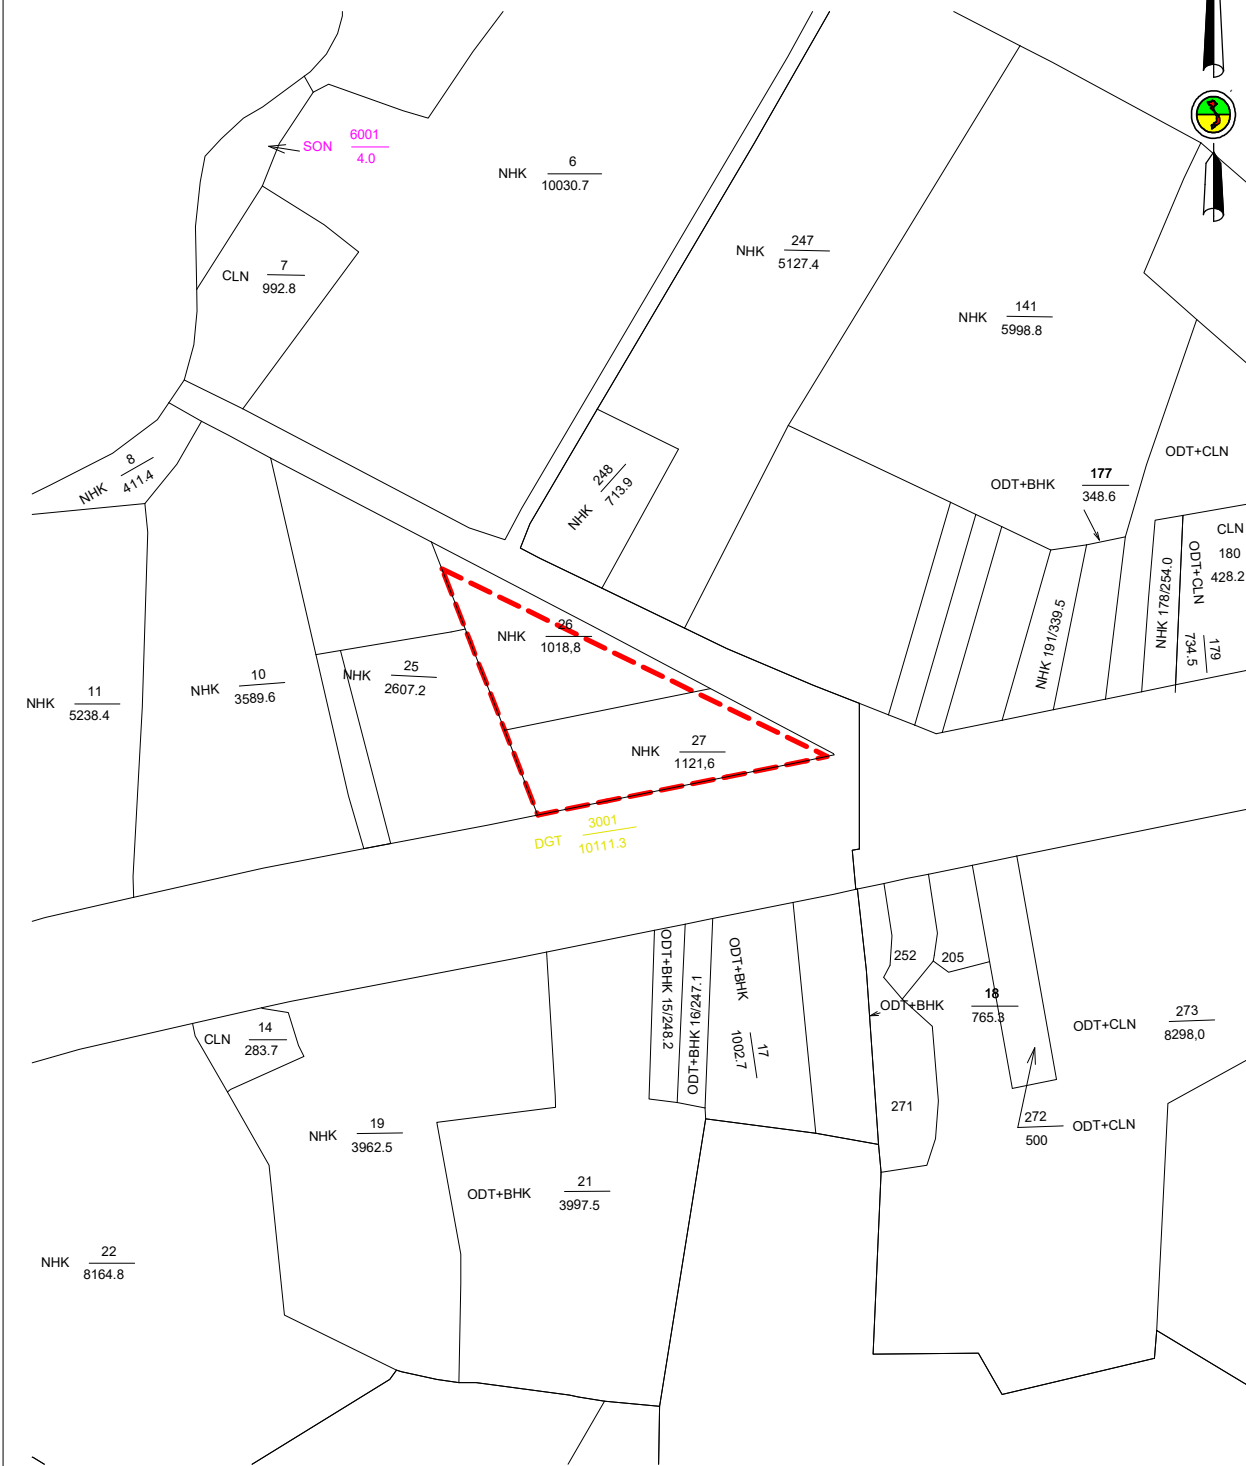 SON 6001
4.0
NHK 6
10030.7
CLN 7
992.8
NHK 247
5127.4
NHK 141
5998.8
NHK 8
411.4
NHK 248
713.9
ODT+CLN
ODT+BHK 177
348.6
CLN
180
428.2
NHK 178/254.0
ODT+CLN 179
734.5
NHK 191/339.5
NHK 26
1018,8
NHK 25
2607.2
NHK 10
3589.6
NHK 11
5238.4
NHK 27
1121,6
DGT 3001
10111.3
ODT+BHK 15/248.2
ODT+BHK 16/247.1
ODT+BHK 17
1002.7
252
205
ODT+BHK 18
765.3
ODT+CLN 273
8298,0
CLN 14
283.7
271
272 ODT+CLN
500
NHK 19
3962.5
ODT+BHK 21
3997.5
NHK 22
8164.8